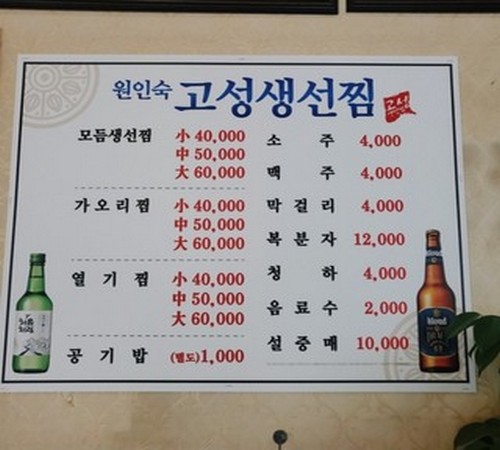 원인숙 고성생선찜 고성
모듬생선찜 小 40,000
中 50,000
大 60,000
가오리찜 小 40,000
中 50,000
大 60,000
열기찜 小 40,000
中 50,000
大 60,000
공기밥 (별도)1,000
소주 4,000
맥주 4,000
막걸리 4,000
복분자 12,000
청하 4,000
음료수 2,000
설중매 10,000